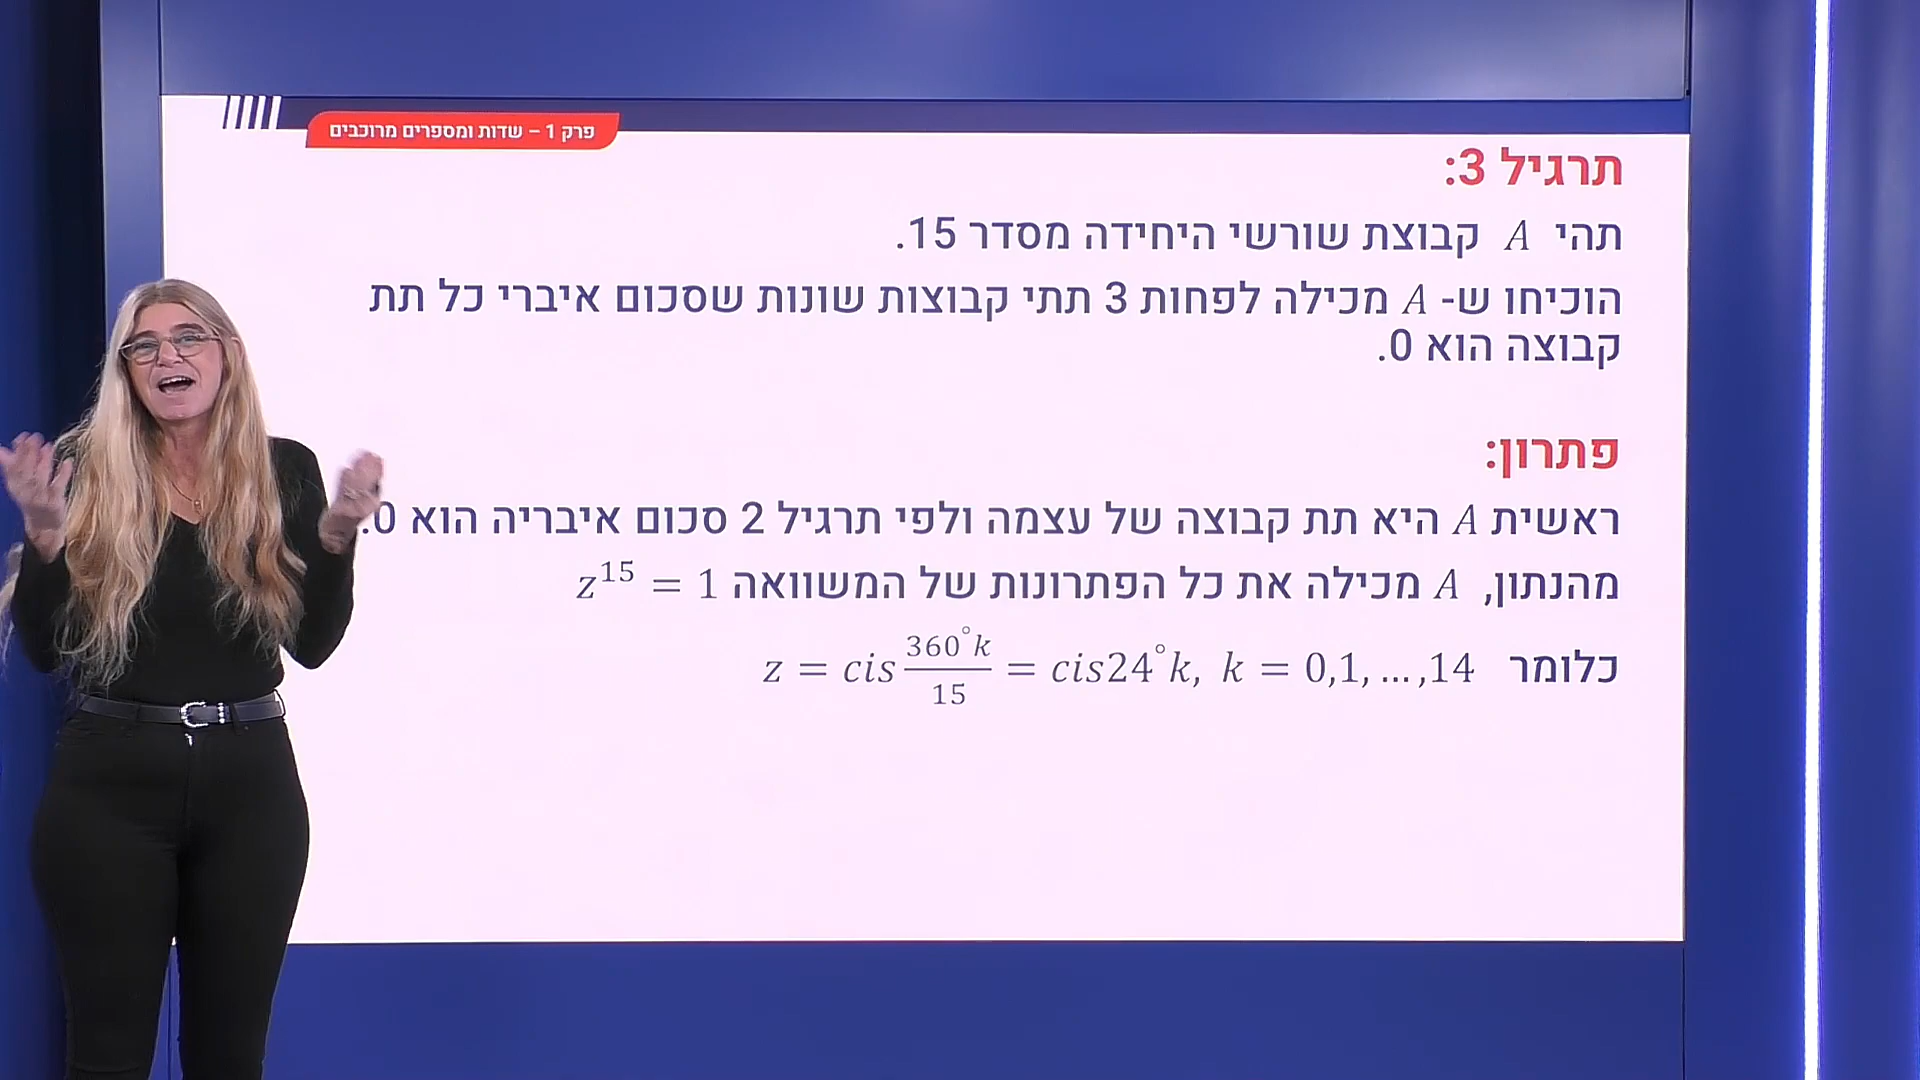 פרק 1 – שדות ומספרים מרוכבים
תרגיל 3:
תהי A קבוצת שורשי היחידה מסדר 15.
הוכיחו ש- A מכילה לפחות 3 תתי קבוצות שונות שסכום איברי כל תת
קבוצה הוא 0.
פתרון:
ראשית A היא תת קבוצה של עצמה ולפי תרגיל 2 סכום איבריה הוא 0.
מהנתון, A מכילה את כל הפתרונות של המשוואה z¹⁵ = 1
כלומר z = cis 360°k/15 = cis24°k, k = 0,1, … ,14